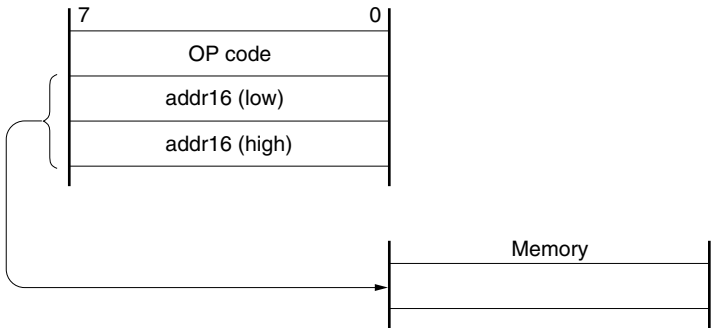 7 0
OP code
addr16 (low)
addr16 (high)
Memory